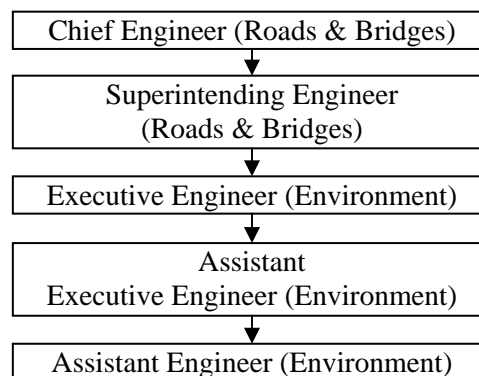 Chief Engineer (Roads & Bridges)
Superintending Engineer
(Roads & Bridges)
Executive Engineer (Environment)
Assistant
Executive Engineer (Environment)
Assistant Engineer (Environment)